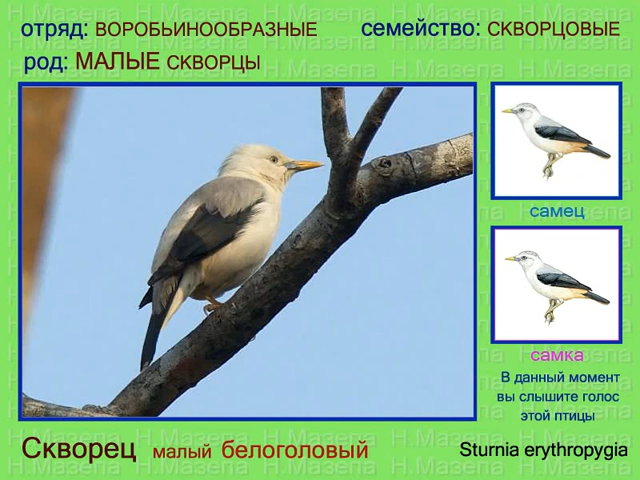 отряд: ВОРОБЬИНООБРАЗНЫЕ семейство: СКВОРЦОВЫЕ
род: МАЛЫЕ СКВОРЦЫ
самец
самка
В данный момент
вы слышите голос
этой птицы
Скворец малый белоголовый Sturnia erythropygia
Н.Мазепа